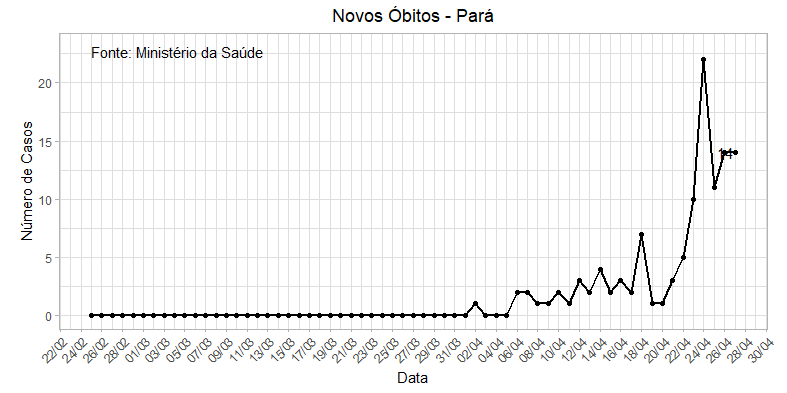 Novos Óbitos - Pará
Fonte: Ministério da Saúde
Número de Casos
20
15
10
5
0
14
22/02 24/02 26/02 28/02 01/03 03/03 05/03 07/03 09/03 11/03 13/03 15/03 17/03 19/03 21/03 23/03 25/03 27/03 29/03 31/03 02/04 04/04 06/04 08/04 10/04 12/04 14/04 16/04 18/04 20/04 22/04 24/04 26/04 28/04 30/04
Data